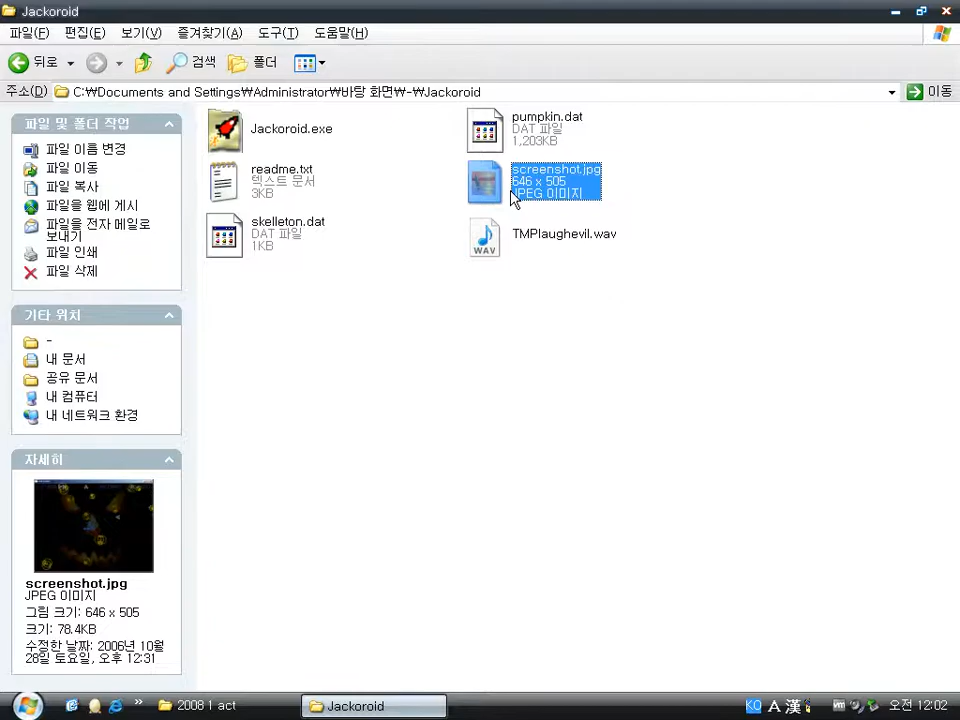 Jackoroid
파일(F) 편집(E) 보기(V) 즐겨찾기(A) 도구(T) 도움말(H)
뒤로 검색 폴더
주소(D) C:₩Documents and Settings₩Administrator₩바탕 화면₩-₩Jackoroid 이동
파일 및 폴더 작업
파일 이름 변경
파일 이동
파일 복사
파일을 웹에 게시
파일을 전자 메일로
보내기
파일 인쇄
파일 삭제
기타 위치
-
내 문서
공유 문서
내 컴퓨터
내 네트워크 환경
자세히
screenshot.jpg
JPEG 이미지
그림 크기: 646 x 505
크기: 78.4KB
수정한 날짜: 2006년 10월
28일 토요일, 오후 12:31
Jackoroid.exe
pumpkin.dat
DAT 파일
1,203KB
readme.txt
텍스트 문서
3KB
screenshot.jpg
646 x 505
JPEG 이미지
skelleton.dat
DAT 파일
1KB
WAV
TMPlaughevil.wav
2008 1 act
Jackoroid
KO A 漢
오전 12:02